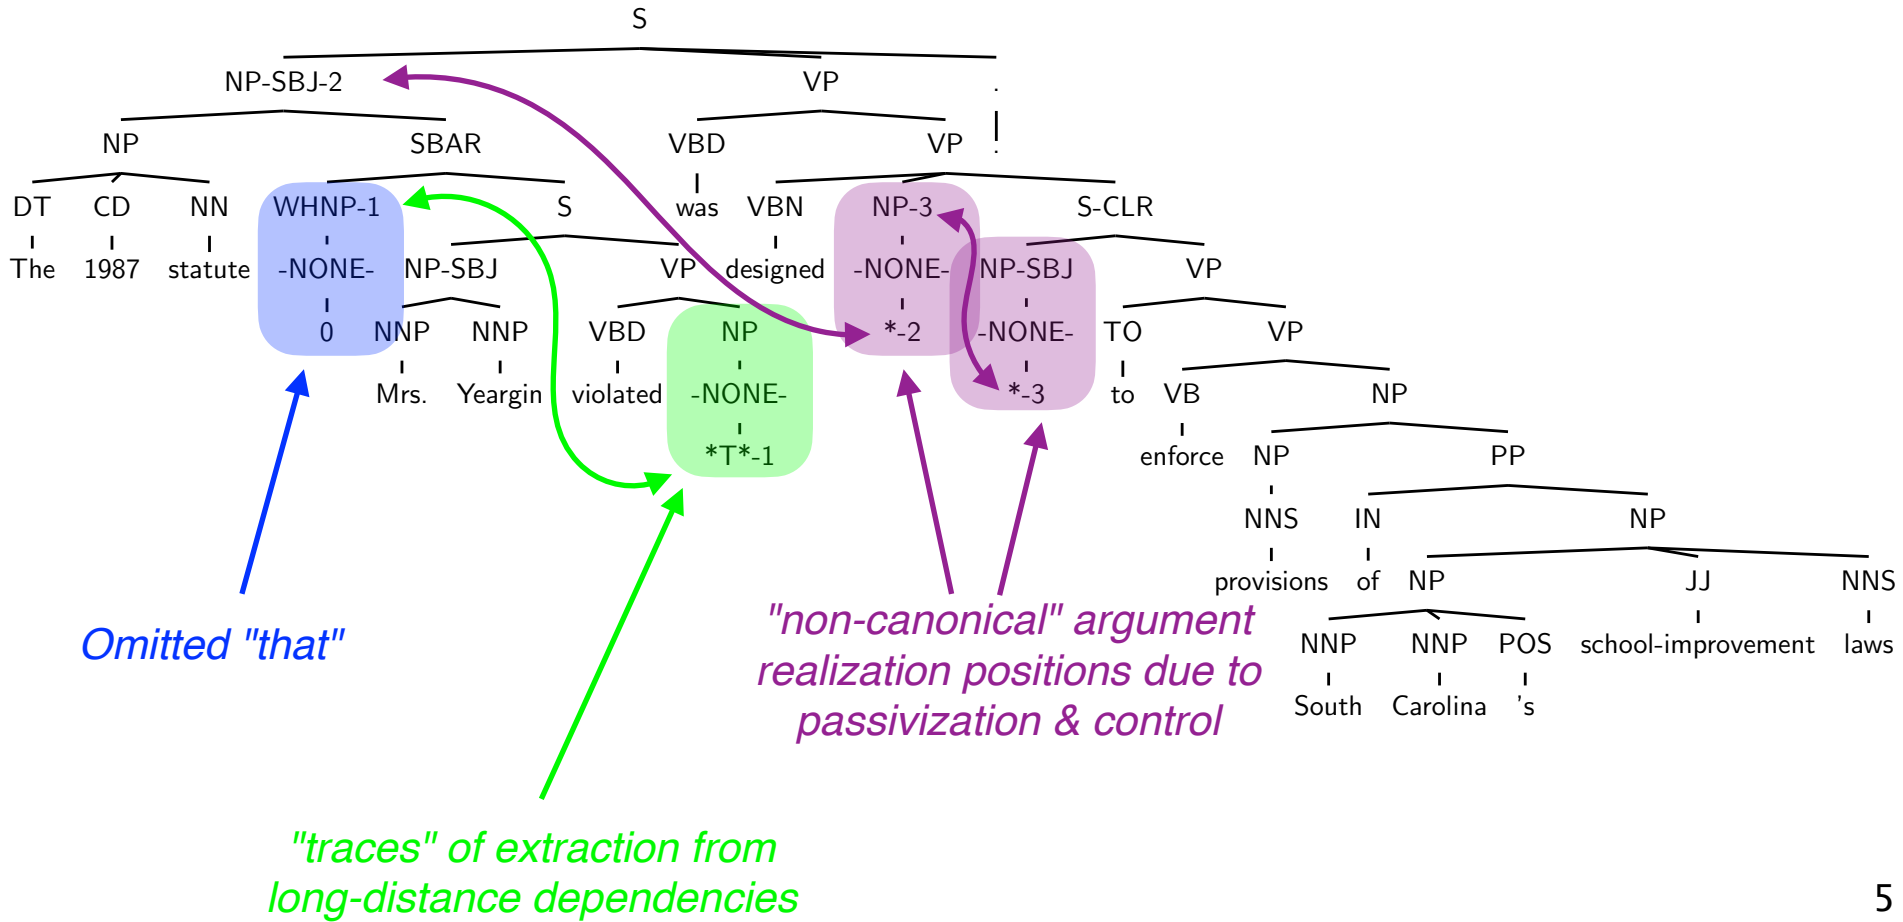 S
NP-SBJ-2 VP .
NP SBAR VBD VP .
DT CD NN WHNP-1 S was VBN NP-3 S-CLR
The 1987 statute -NONE- NP-SBJ VP designed -NONE- NP-SBJ VP
0 NNP NNP VBD NP *-2 -NONE- TO VP
Mrs. Yeargin violated -NONE- *-3 to VB NP
*T*-1 enforce NP PP
NNS IN NP
provisions of NP JJ NNS
NNP NNP POS school-improvement laws
South Carolina 's
Omitted "that"
"non-canonical" argument
realization positions due to
passivization & control
"traces" of extraction from
long-distance dependencies
5